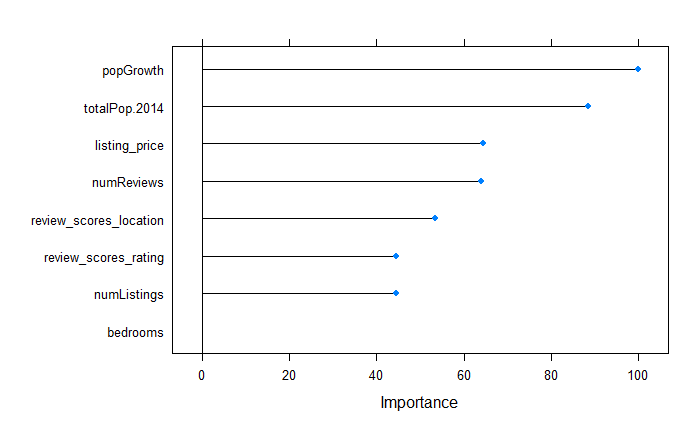 popGrowth
totalPop.2014
listing_price
numReviews
review_scores_location
review_scores_rating
numListings
bedrooms
0 20 40 60 80 100
Importance